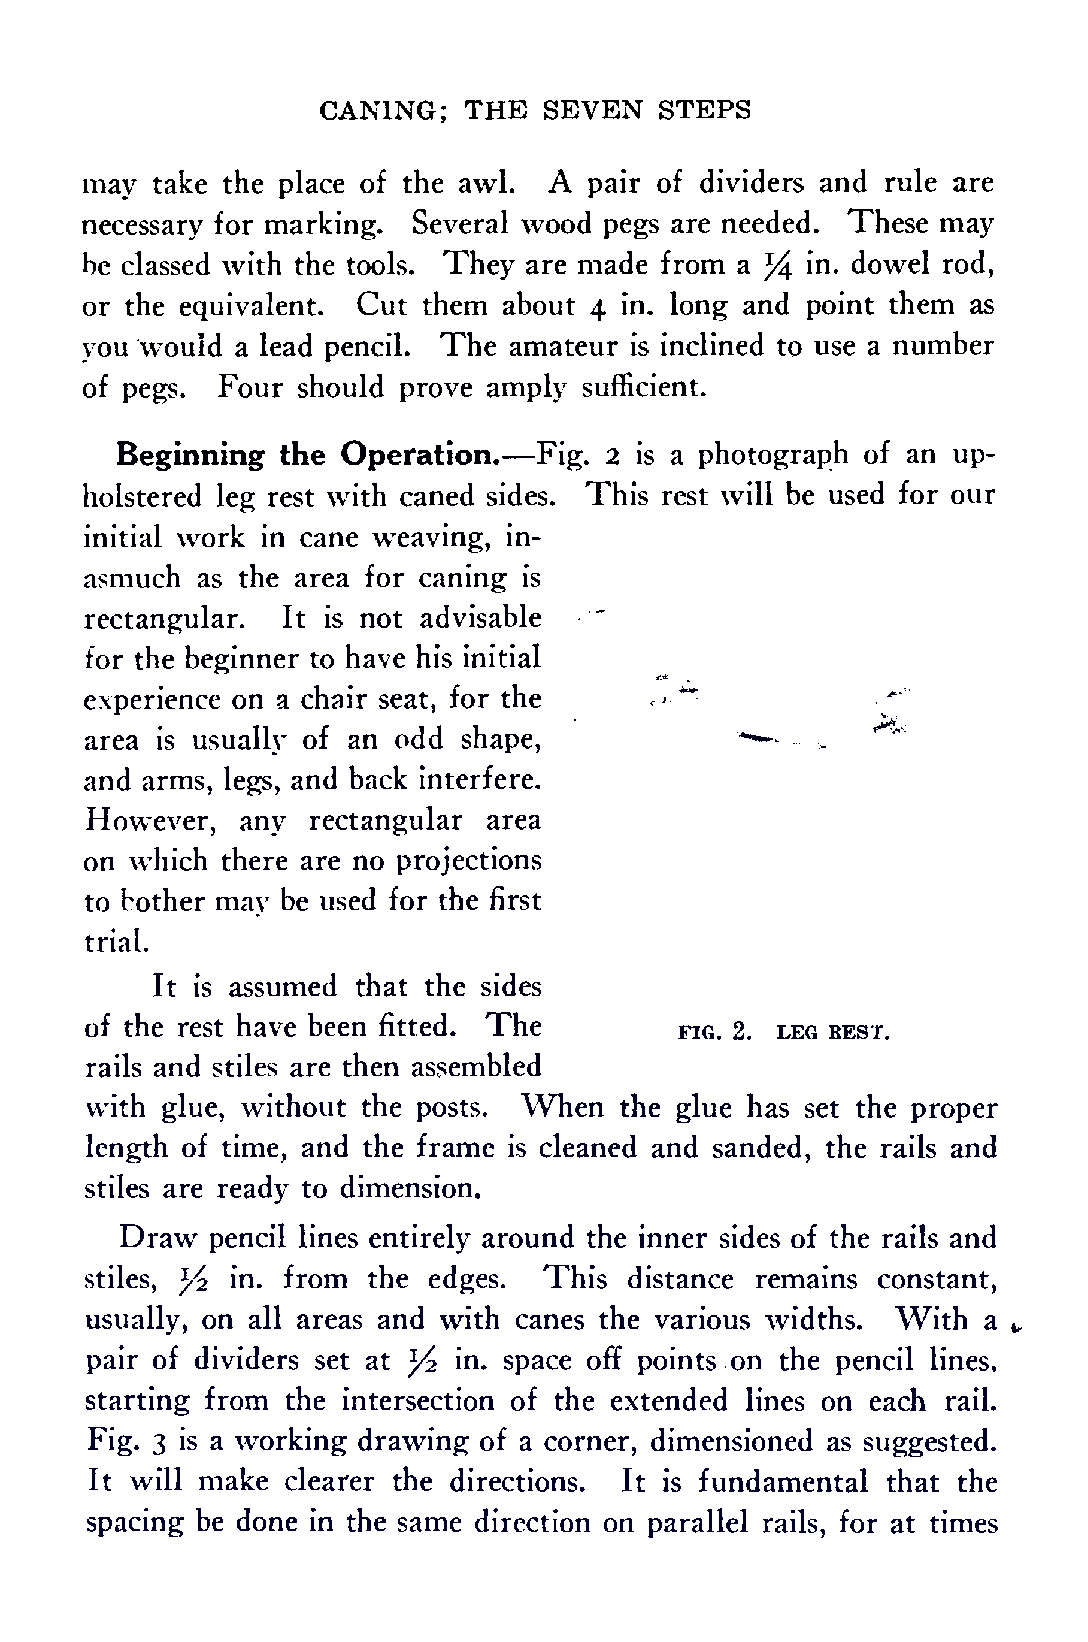 CANING; THE SEVEN STEPS
may take the place of the awl. A pair of dividers and rule are
necessary for marking. Several wood pegs are needed. These may
be classed with the tools. They are made from a ¼ in. dowel rod,
or the equivalent. Cut them about 4 in. long and point them as
you would a lead pencil. The amateur is inclined to use a number
of pegs. Four should prove amply sufficient.
Beginning the Operation.—Fig. 2 is a photograph of an up-
holstered leg rest with caned sides. This rest will be used for our
initial work in cane weaving, in-
asmuch as the area for caning is
rectangular. It is not advisable
for the beginner to have his initial
experience on a chair seat, for the
area is usually of an odd shape,
and arms, legs, and back interfere.
However, any rectangular area
on which there are no projections
to bother may be used for the first
trial.
It is assumed that the sides
of the rest have been fitted. The
rails and stiles are then assembled
FIG. 2. LEG REST.
with glue, without the posts. When the glue has set the proper
length of time, and the frame is cleaned and sanded, the rails and
stiles are ready to dimension.
Draw pencil lines entirely around the inner sides of the rails and
stiles, ½ in. from the edges. This distance remains constant,
usually, on all areas and with canes the various widths. With a
pair of dividers set at ½ in. space off points on the pencil lines,
starting from the intersection of the extended lines on each rail.
Fig. 3 is a working drawing of a corner, dimensioned as suggested.
It will make clearer the directions. It is fundamental that the
spacing be done in the same direction on parallel rails, for at times